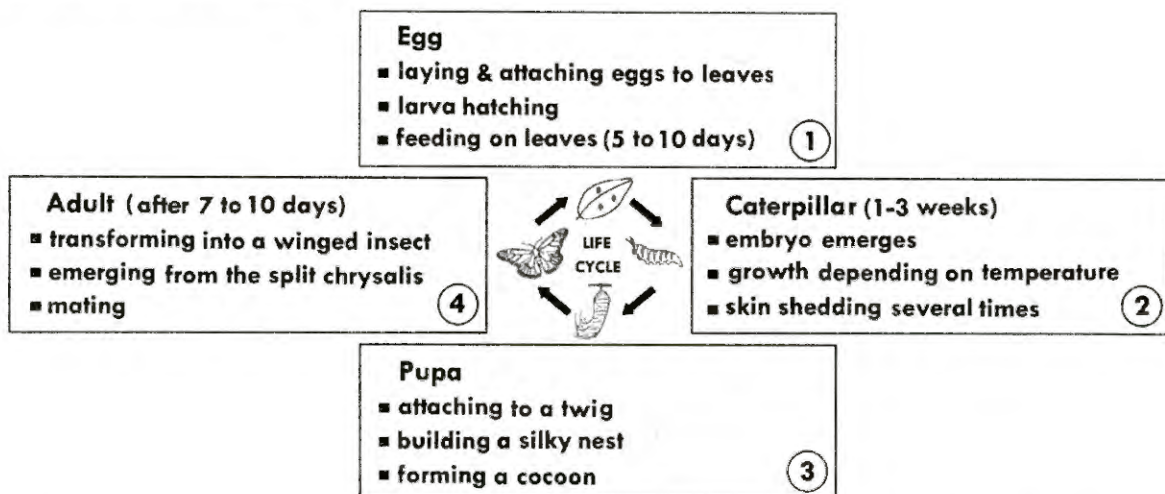 Egg
▪ laying & attaching eggs to leaves
▪ larva hatching
▪ feeding on leaves (5 to 10 days)
1
Adult (after 7 to 10 days)
▪ transforming into a winged insect
▪ emerging from the split chrysalis
▪ mating
4
LIFE
CYCLE
Caterpillar (1-3 weeks)
▪ embryo emerges
▪ growth depending on temperature
▪ skin shedding several times
2
Pupa
▪ attaching to a twig
▪ building a silky nest
▪ forming a cocoon
3